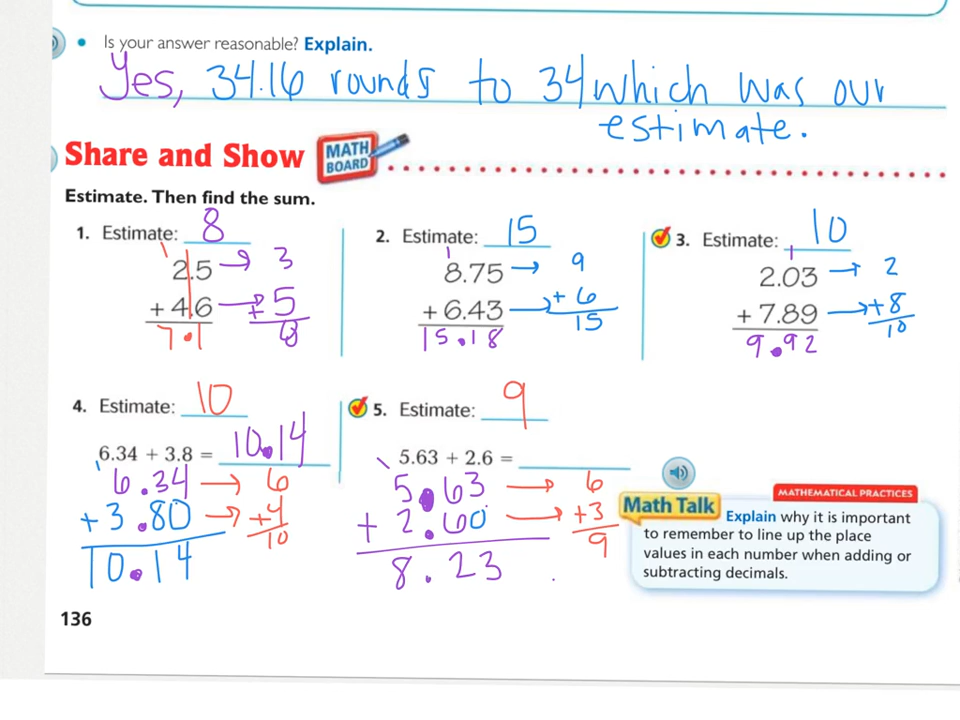 Is your answer reasonable? Explain.
Yes, 34.16 rounds to 34 which was our
estimate.
Share and Show MATH BOARD
Estimate. Then find the sum.
1. Estimate: 8
1
2.5 → 3
+ 4.6 → + 5
7.1 8
2. Estimate: 15
1
8.75 → 9
+ 6.43 → + 6
15.18 15
3. Estimate: 10
1
2.03 → 2
+ 7.89 → + 8
9.92 10
4. Estimate: 10
6.34 + 3.8 = 10.14
1
6.34 → 6
+ 3.80 → + 4
10.14 10
5. Estimate: 9
5.63 + 2.6 =
1
5.63 → 6
+ 2.60 → + 3
8.23 9
MATHEMATICAL PRACTICES
Math Talk Explain why it is important
to remember to line up the place
values in each number when adding or
subtracting decimals.
136